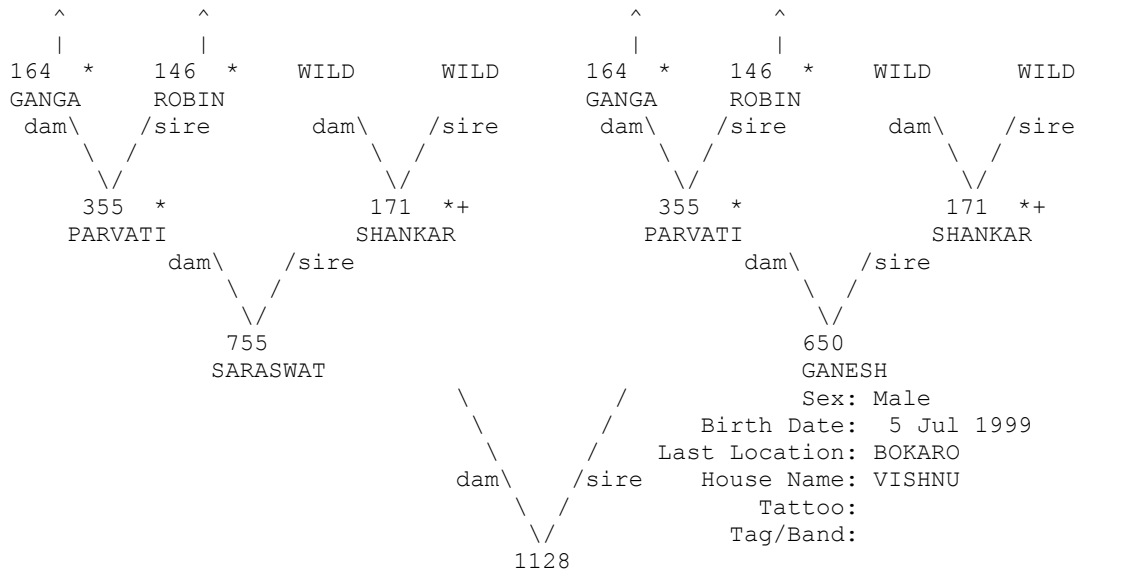 ^         ^                             ^         ^
   |         |                             |         |
164  *    146  *    WILD      WILD      164  *    146  *    WILD      WILD
GANGA     ROBIN                         GANGA     ROBIN
 dam\     /sire       dam\     /sire     dam\     /sire       dam\     /sire
     \   /                \   /              \   /                \   /
      \/                   \/                 \/                   \/
     355  *              171  *+             355  *              171  *+
    PARVATI             SHANKAR             PARVATI             SHANKAR
           dam\    /sire                           dam\    /sire
               \  /                                    \  /
                \/                                      \/
               755                                     650
              SARASWAT                                 GANESH
                               \          /            Sex: Male
                                \        /      Birth Date:  5 Jul 1999
                                 \      /    Last Location: BOKARO
                               dam\    /sire    House Name: VISHNU
                                   \  /             Tattoo:
                                    \/            Tag/Band:
                                   1128